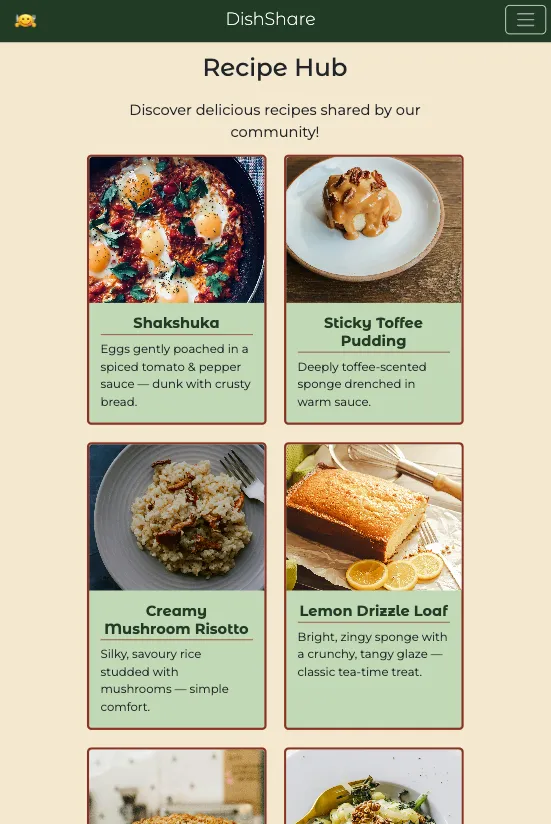 DishShare
Recipe Hub
Discover delicious recipes shared by our
community!
Shakshuka
Eggs gently poached in a
spiced tomato & pepper
sauce — dunk with crusty
bread.
Sticky Toffee
Pudding
Deeply toffee-scented
sponge drenched in
warm sauce.
Creamy
Mushroom Risotto
Silky, savoury rice
studded with
mushrooms — simple
comfort.
Lemon Drizzle Loaf
Bright, zingy sponge with
a crunchy, tangy glaze —
classic tea-time treat.